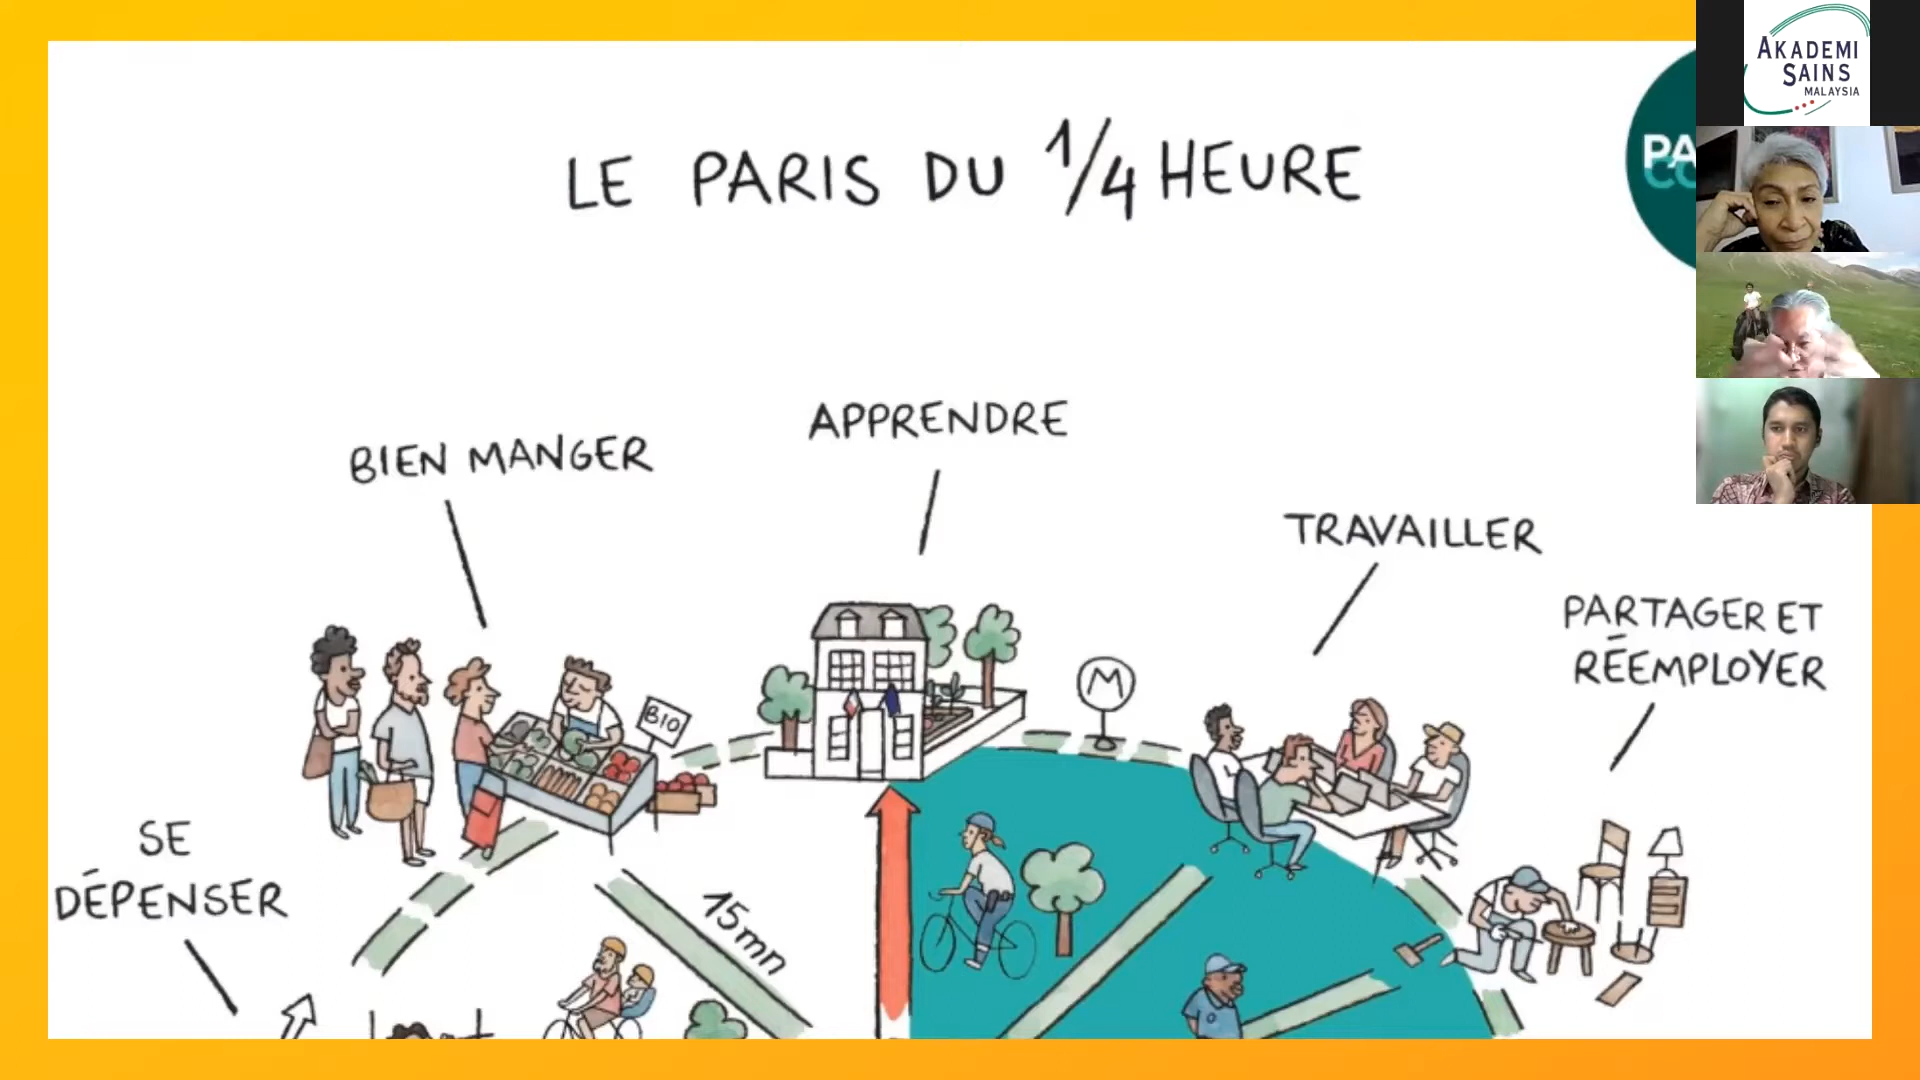 LE PARIS DU 1/4 HEURE
AKADEMI
SAINS
MALAYSIA
APPRENDRE
BIEN MANGER
TRAVAILLER
PARTAGER ET
RÉEMPLOYER
M
BIO
SE
DÉPENSER
15mn